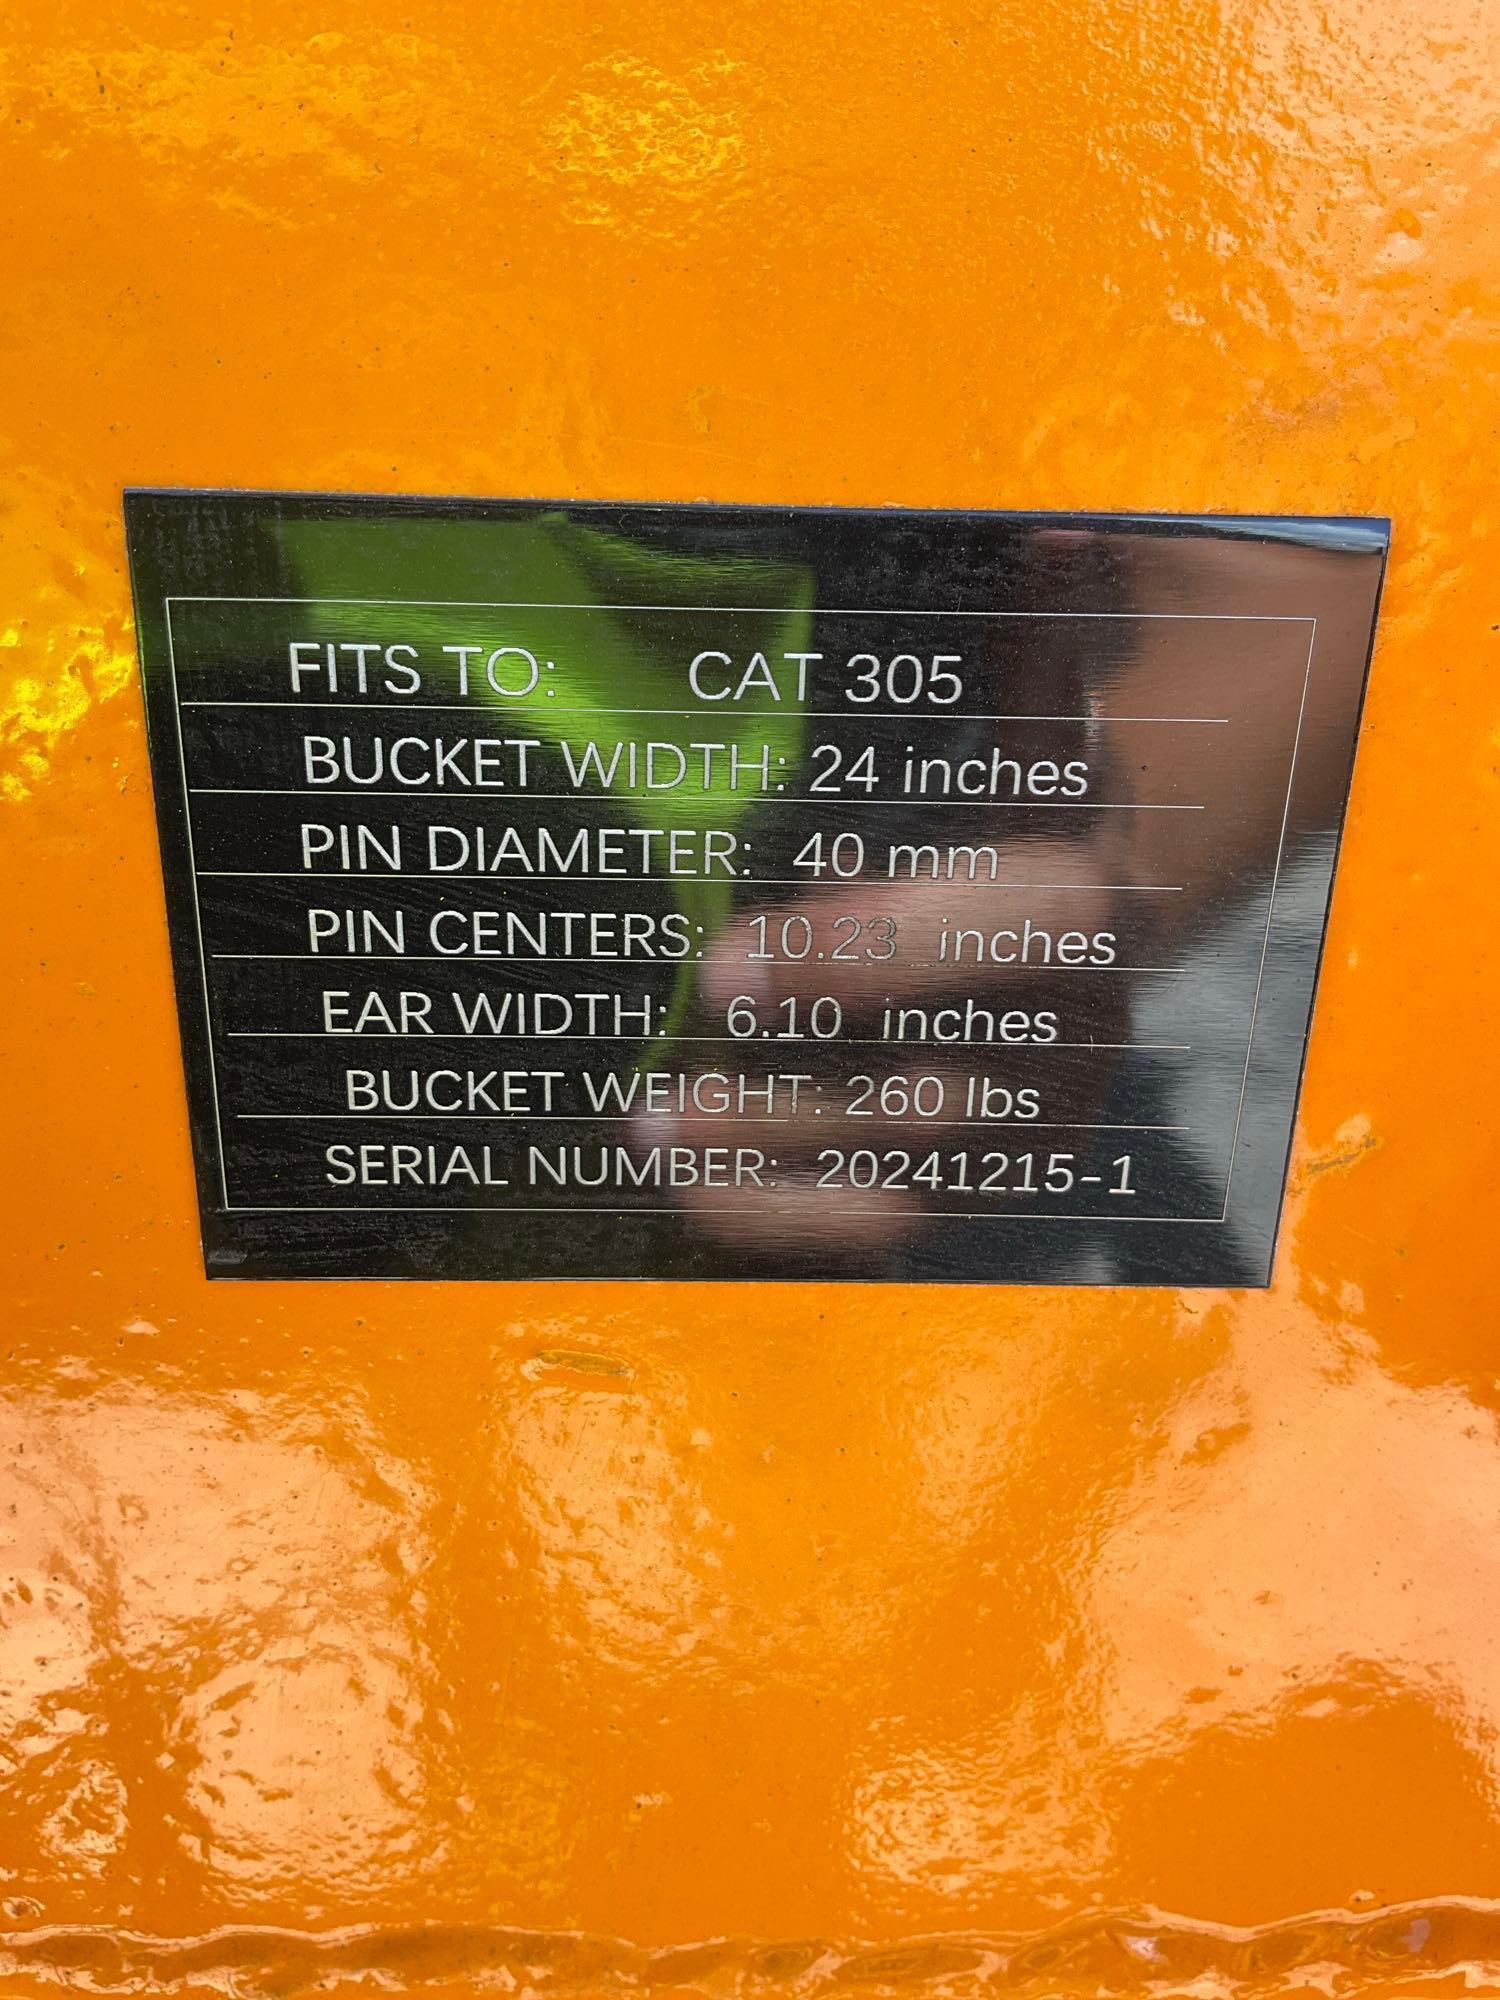 FITS TO: CAT 305
BUCKET WIDTH: 24 inches
PIN DIAMETER: 40 mm
PIN CENTERS: 10.23 inches
EAR WIDTH: 6.10 inches
BUCKET WEIGHT: 260 lbs
SERIAL NUMBER: 20241215-1